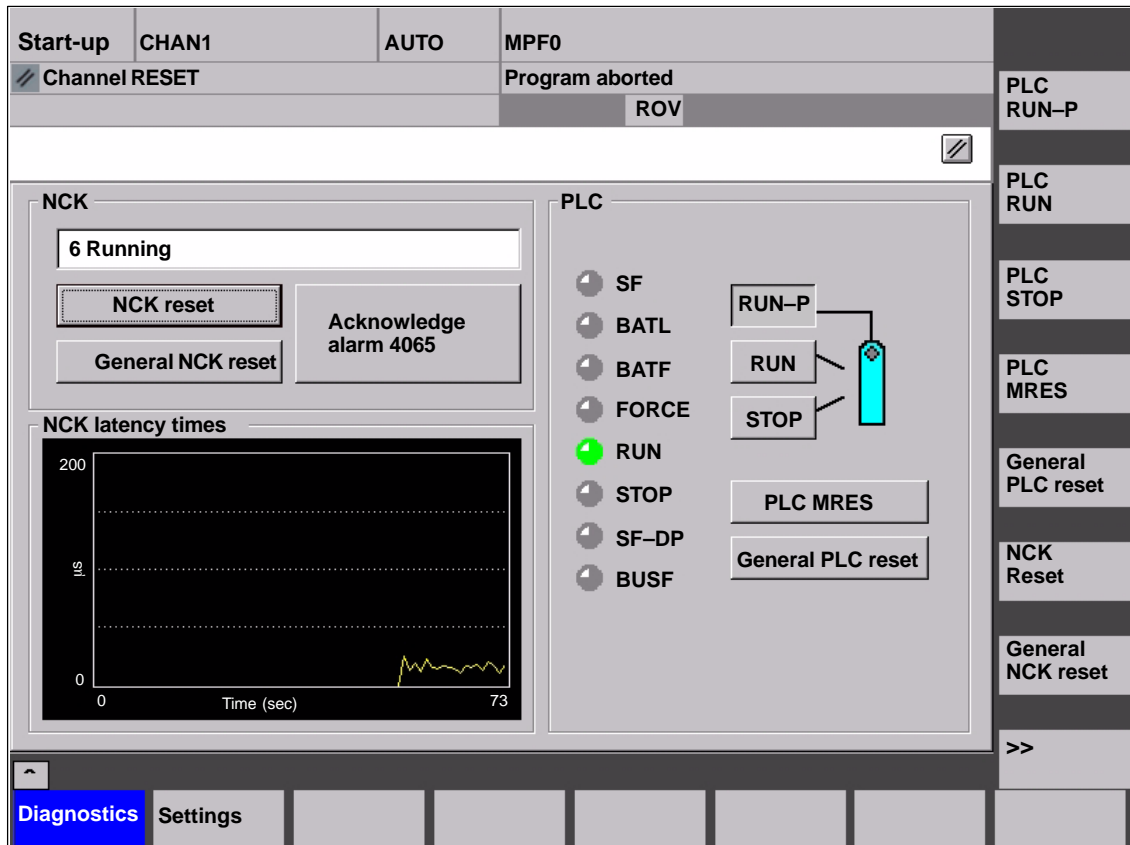 Start-up
CHAN1
AUTO
MPF0
Channel RESET
Program aborted
ROV
NCK
6 Running
NCK reset
General NCK reset
Acknowledge
alarm 4065
NCK latency times
200
µs
0
0
Time (sec)
73
PLC
SF
BATL
BATF
FORCE
RUN
STOP
SF–DP
BUSF
RUN–P
RUN
STOP
PLC MRES
General PLC reset
PLC
RUN–P
PLC
RUN
PLC
STOP
PLC
MRES
General
PLC reset
NCK
Reset
General
NCK reset
>>
^
Diagnostics
Settings